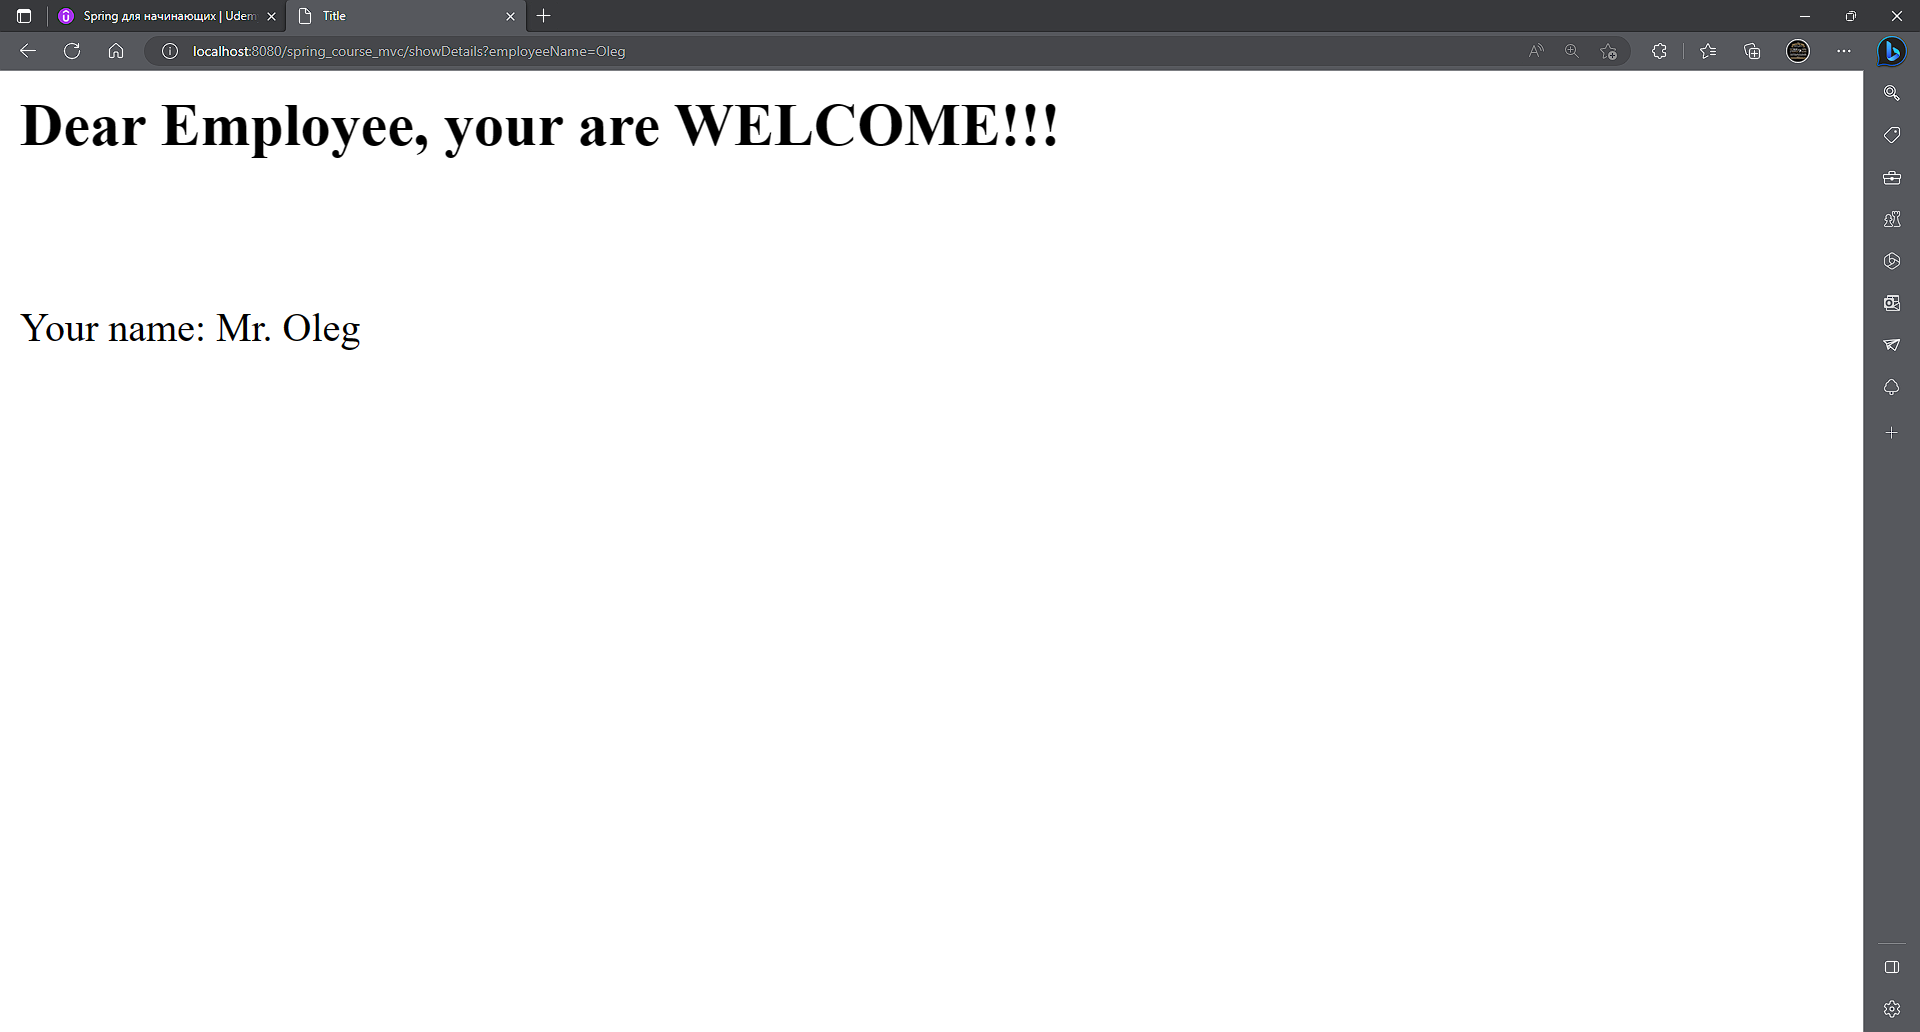 Spring для начинающих | Udem
Title
localhost:8080/spring_course_mvc/showDetails?employeeName=Oleg
Dear Employee, your are WELCOME!!!
Your name: Mr. Oleg